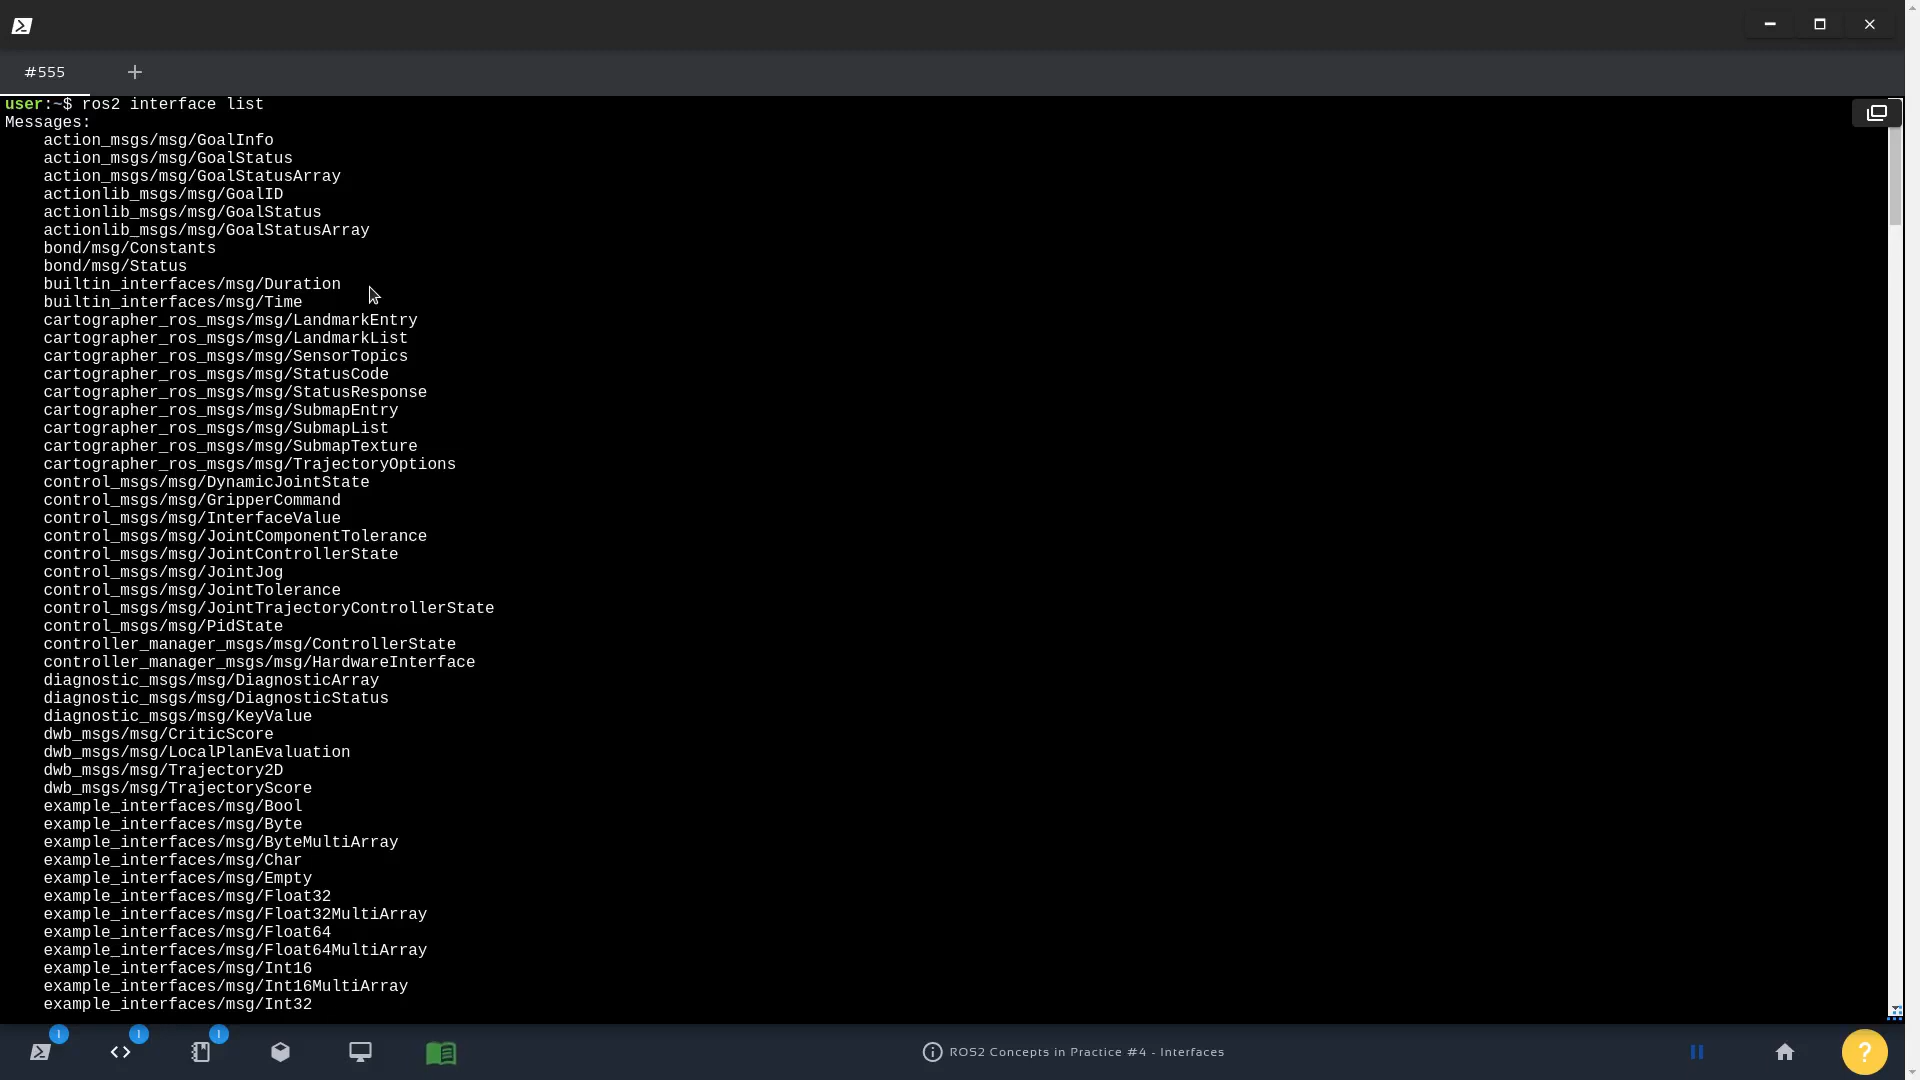 #555
user:~$ ros2 interface list
Messages:
    action_msgs/msg/GoalInfo
    action_msgs/msg/GoalStatus
    action_msgs/msg/GoalStatusArray
    actionlib_msgs/msg/GoalID
    actionlib_msgs/msg/GoalStatus
    actionlib_msgs/msg/GoalStatusArray
    bond/msg/Constants
    bond/msg/Status
    builtin_interfaces/msg/Duration
    builtin_interfaces/msg/Time
    cartographer_ros_msgs/msg/LandmarkEntry
    cartographer_ros_msgs/msg/LandmarkList
    cartographer_ros_msgs/msg/SensorTopics
    cartographer_ros_msgs/msg/StatusCode
    cartographer_ros_msgs/msg/StatusResponse
    cartographer_ros_msgs/msg/SubmapEntry
    cartographer_ros_msgs/msg/SubmapList
    cartographer_ros_msgs/msg/SubmapTexture
    cartographer_ros_msgs/msg/TrajectoryOptions
    control_msgs/msg/DynamicJointState
    control_msgs/msg/GripperCommand
    control_msgs/msg/InterfaceValue
    control_msgs/msg/JointComponentTolerance
    control_msgs/msg/JointControllerState
    control_msgs/msg/JointJog
    control_msgs/msg/JointTolerance
    control_msgs/msg/JointTrajectoryControllerState
    control_msgs/msg/PidState
    controller_manager_msgs/msg/ControllerState
    controller_manager_msgs/msg/HardwareInterface
    diagnostic_msgs/msg/DiagnosticArray
    diagnostic_msgs/msg/DiagnosticStatus
    diagnostic_msgs/msg/KeyValue
    dwb_msgs/msg/CriticScore
    dwb_msgs/msg/LocalPlanEvaluation
    dwb_msgs/msg/Trajectory2D
    dwb_msgs/msg/TrajectoryScore
    example_interfaces/msg/Bool
    example_interfaces/msg/Byte
    example_interfaces/msg/ByteMultiArray
    example_interfaces/msg/Char
    example_interfaces/msg/Empty
    example_interfaces/msg/Float32
    example_interfaces/msg/Float32MultiArray
    example_interfaces/msg/Float64
    example_interfaces/msg/Float64MultiArray
    example_interfaces/msg/Int16
    example_interfaces/msg/Int16MultiArray
    example_interfaces/msg/Int32
ROS2 Concepts in Practice #4 - Interfaces
?